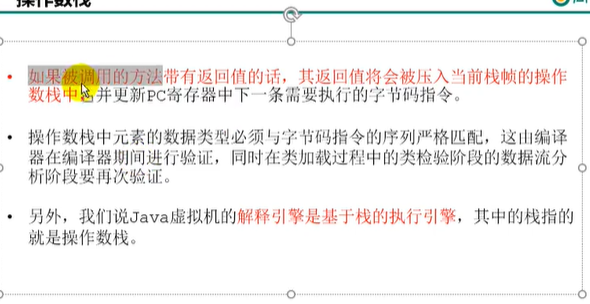 操作数栈
• 如果被调用的方法带有返回值的话，其返回值将会被压入当前栈帧的操作
数栈中，并更新PC寄存器中下一条需要执行的字节码指令。
• 操作数栈中元素的数据类型必须与字节码指令的序列严格匹配，这由编译
器在编译器期间进行验证，同时在类加载过程中的类检验阶段的数据流分
析阶段要再次验证。
• 另外，我们说Java虚拟机的解释引擎是基于栈的执行引擎，其中的栈指的
就是操作数栈。